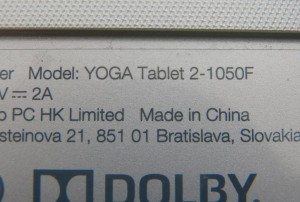 er Model: YOGA Tablet 2-1050F
V⎓2A
o PC HK Limited Made in China
steinova 21, 851 01 Bratislava, Slovakia
DOLBY.